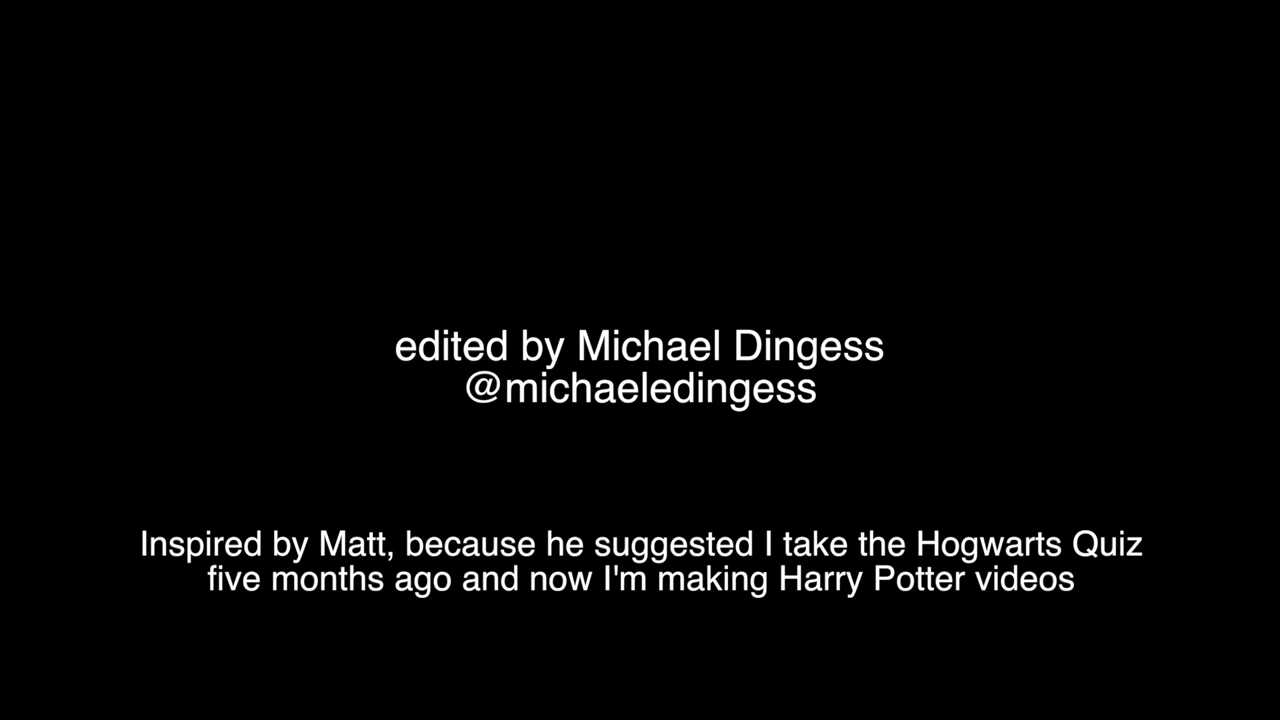 edited by Michael Dingess
@michaeledingess
Inspired by Matt, because he suggested I take the Hogwarts Quiz
five months ago and now I'm making Harry Potter videos